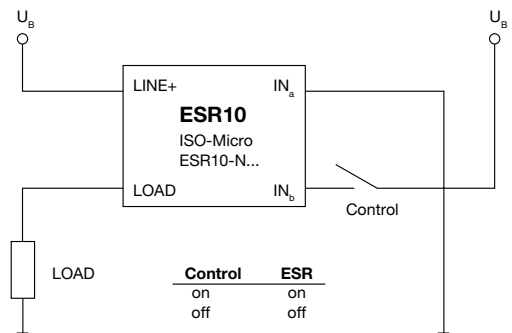 U_B U_B
LINE+ IN_a
ESR10
ISO-Micro
ESR10-N...
LOAD IN_b
Control
LOAD
Control ESR
on on
off off